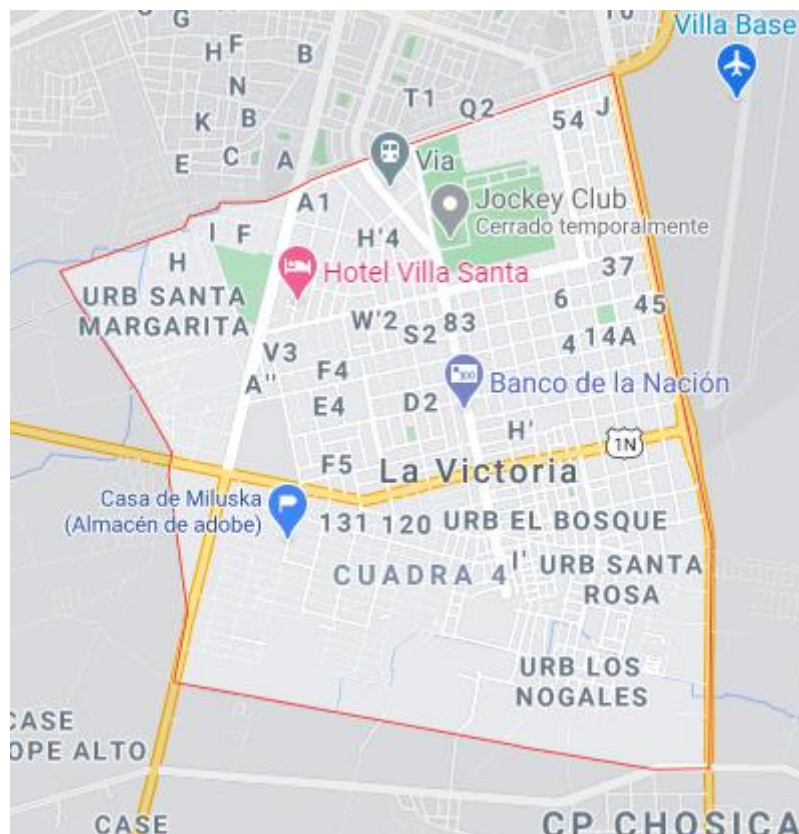 G
10
Villa Base
H
F
B
N
T1
Q2
K
B
54
J
E
C
A
Via
A1
Jockey Club
Cerrado temporalmente
I
F
H'4
H
Hotel Villa Santa
37
URB SANTA
MARGARITA
6
45
W'2
S2
83
4
14A
V3
A''
F4
Banco de la Nación
E4
D2
H'
1N
F5
La Victoria
Casa de Miluska
(Almacén de adobe)
131
120
URB EL BOSQUE
CUADRA 4
I'
URB SANTA
ROSA
URB LOS
NOGALES
CASE
OPE ALTO
CASE
CP CHOSICA